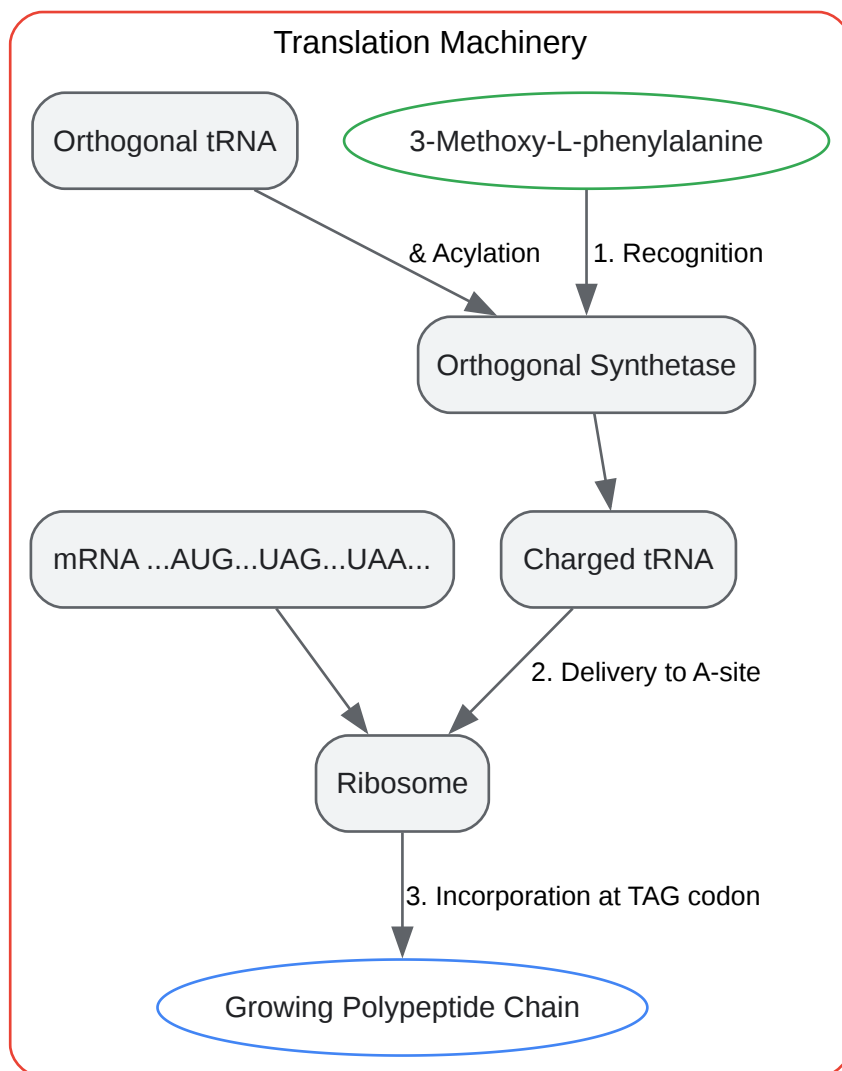 Translation Machinery
Orthogonal tRNA
3-Methoxy-L-phenylalanine
& Acylation
1. Recognition
Orthogonal Synthetase
mRNA ...AUG...UAG...UAA...
Charged tRNA
2. Delivery to A-site
Ribosome
3. Incorporation at TAG codon
Growing Polypeptide Chain